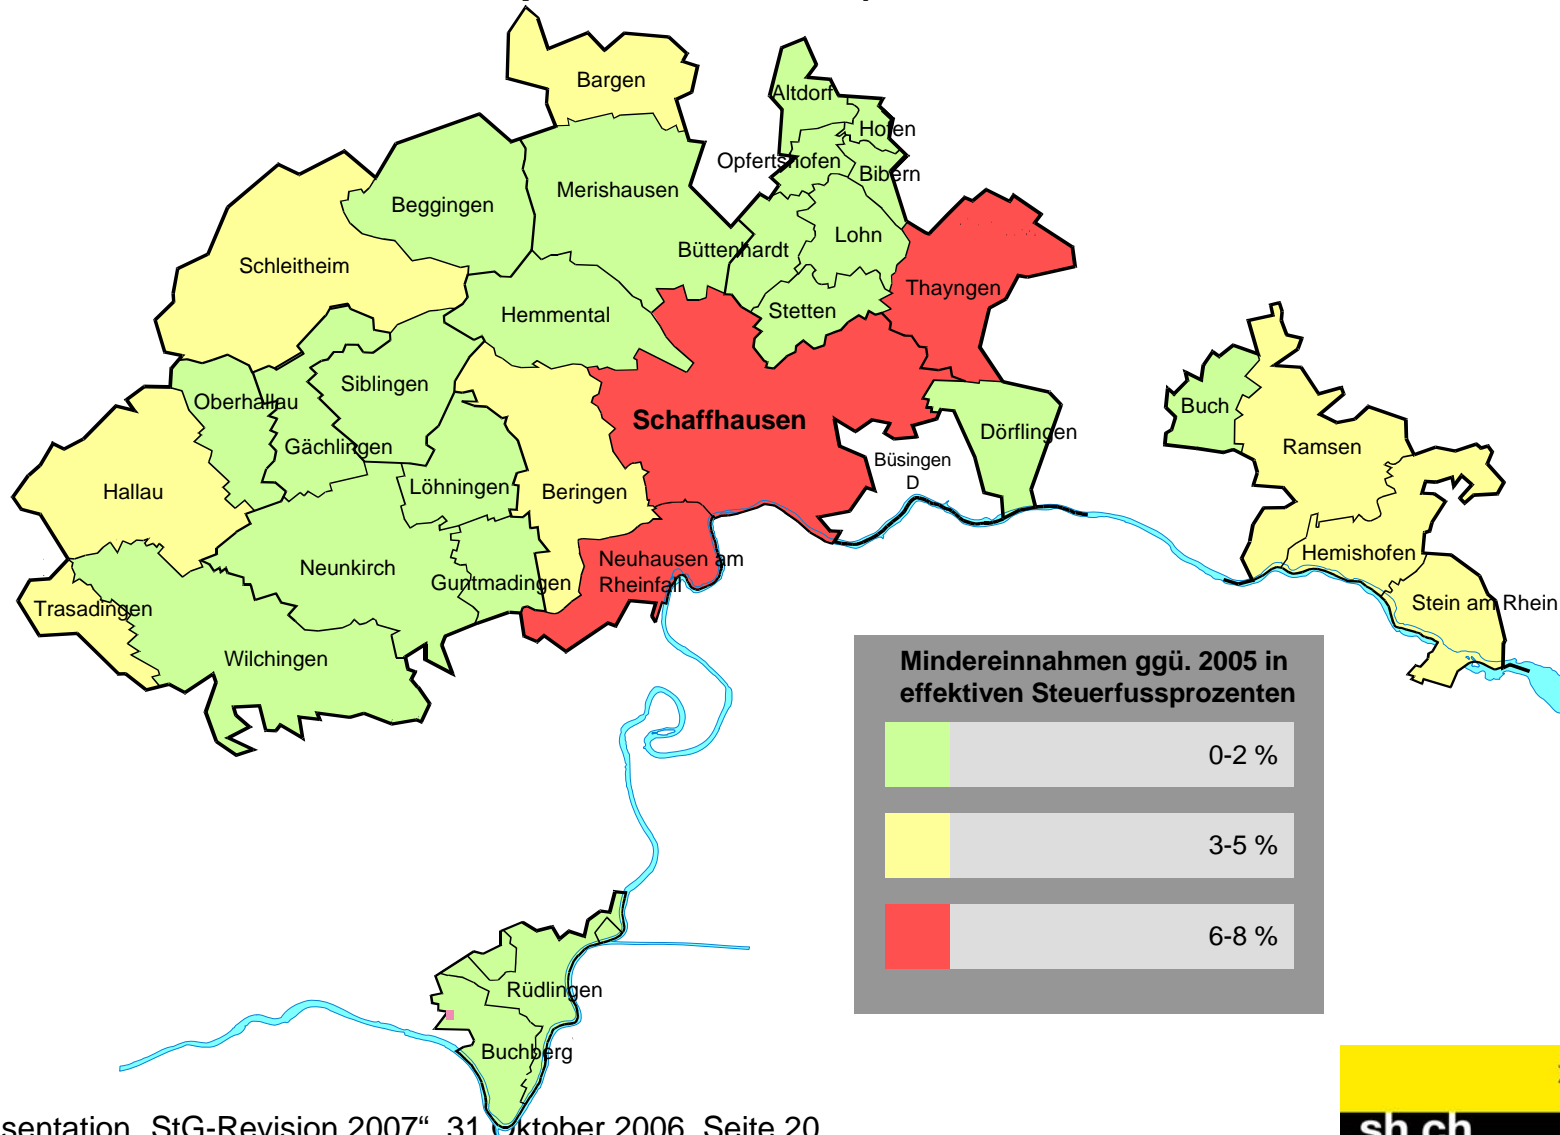 Bargen
Altdorf
Hofen
Opfertshofen
Bibern
Merishausen
Beggingen
Lohn
Büttenhardt
Schleitheim
Thayngen
Hemmental
Stetten
Siblingen
Oberhallau
Buch
Schaffhausen
Dörflingen
Gächlingen
Ramsen
Büsingen
D
Löhningen
Beringen
Hallau
Hemishofen
Neuhausen am
Rheinfall
Neunkirch
Guntmadingen
Trasadingen
Stein am Rhein
Wilchingen
Mindereinnahmen ggü. 2005 in
effektiven Steuerfussprozenten
0-2 %
3-5 %
6-8 %
Rüdlingen
Buchberg
sentation „StG-Revision 2007“, 31. Oktober 2006, Seite 20
sh.ch